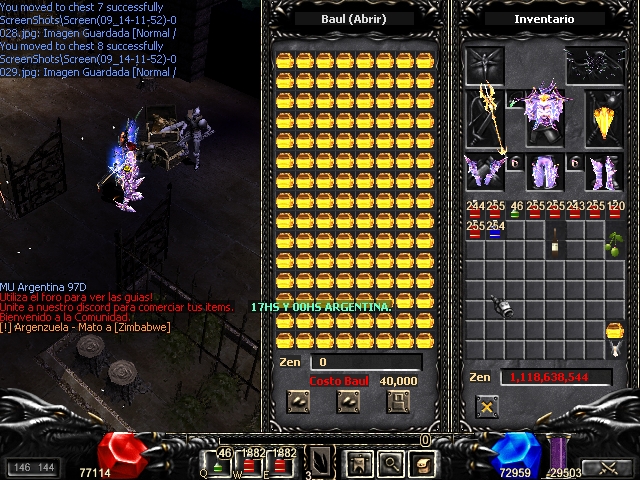 You moved to chest 7 successfully
ScreenShots\Screen(09_14-11-52)-0
028.jpg: Imagen Guardada [Normal /
You moved to chest 8 successfully
ScreenShots\Screen(09_14-11-52)-0
029.jpg: Imagen Guardada [Normal /
MU Argentina 97D
Utiliza el foro para ver las guias!
Unite a nuestro discord para comerciar tus items.
Bienvenido a la Comunidad.
[!] Argenzuela - Mato a [Zimbabwe]
17HS Y 00HS ARGENTINA.
Baul (Abrir)
Zen 0
Costo Baul 40,000
Inventario
6 6
244 255 46 255 255 243 255 120
255 254
Zen 1,118,638,544
146 144
77114
46 1882 1882
Q W E
3
0
72959
-29503